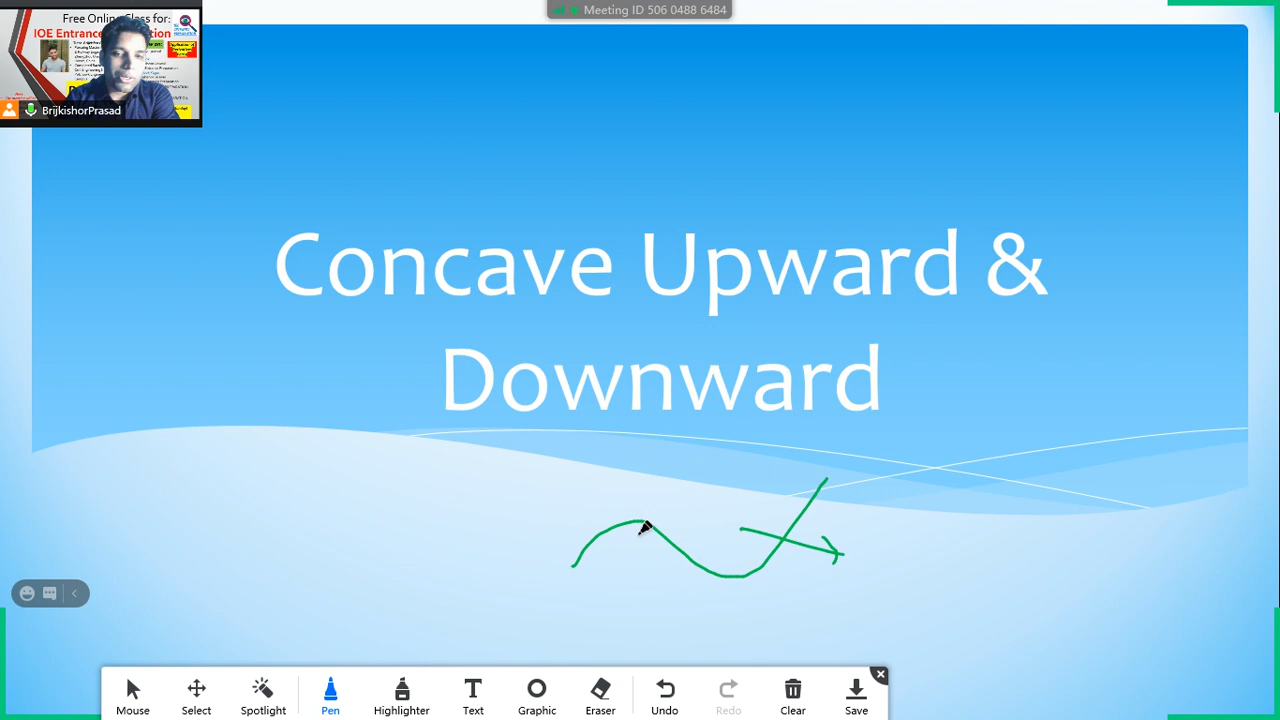 Meeting ID 506 0488 6484
Free Online Class for:
IOE Entrance
BrijkishorPrasad
Concave Upward &
Downward
Mouse
Select
Spotlight
Pen
Highlighter
Text
Graphic
Eraser
Undo
Redo
Clear
Save